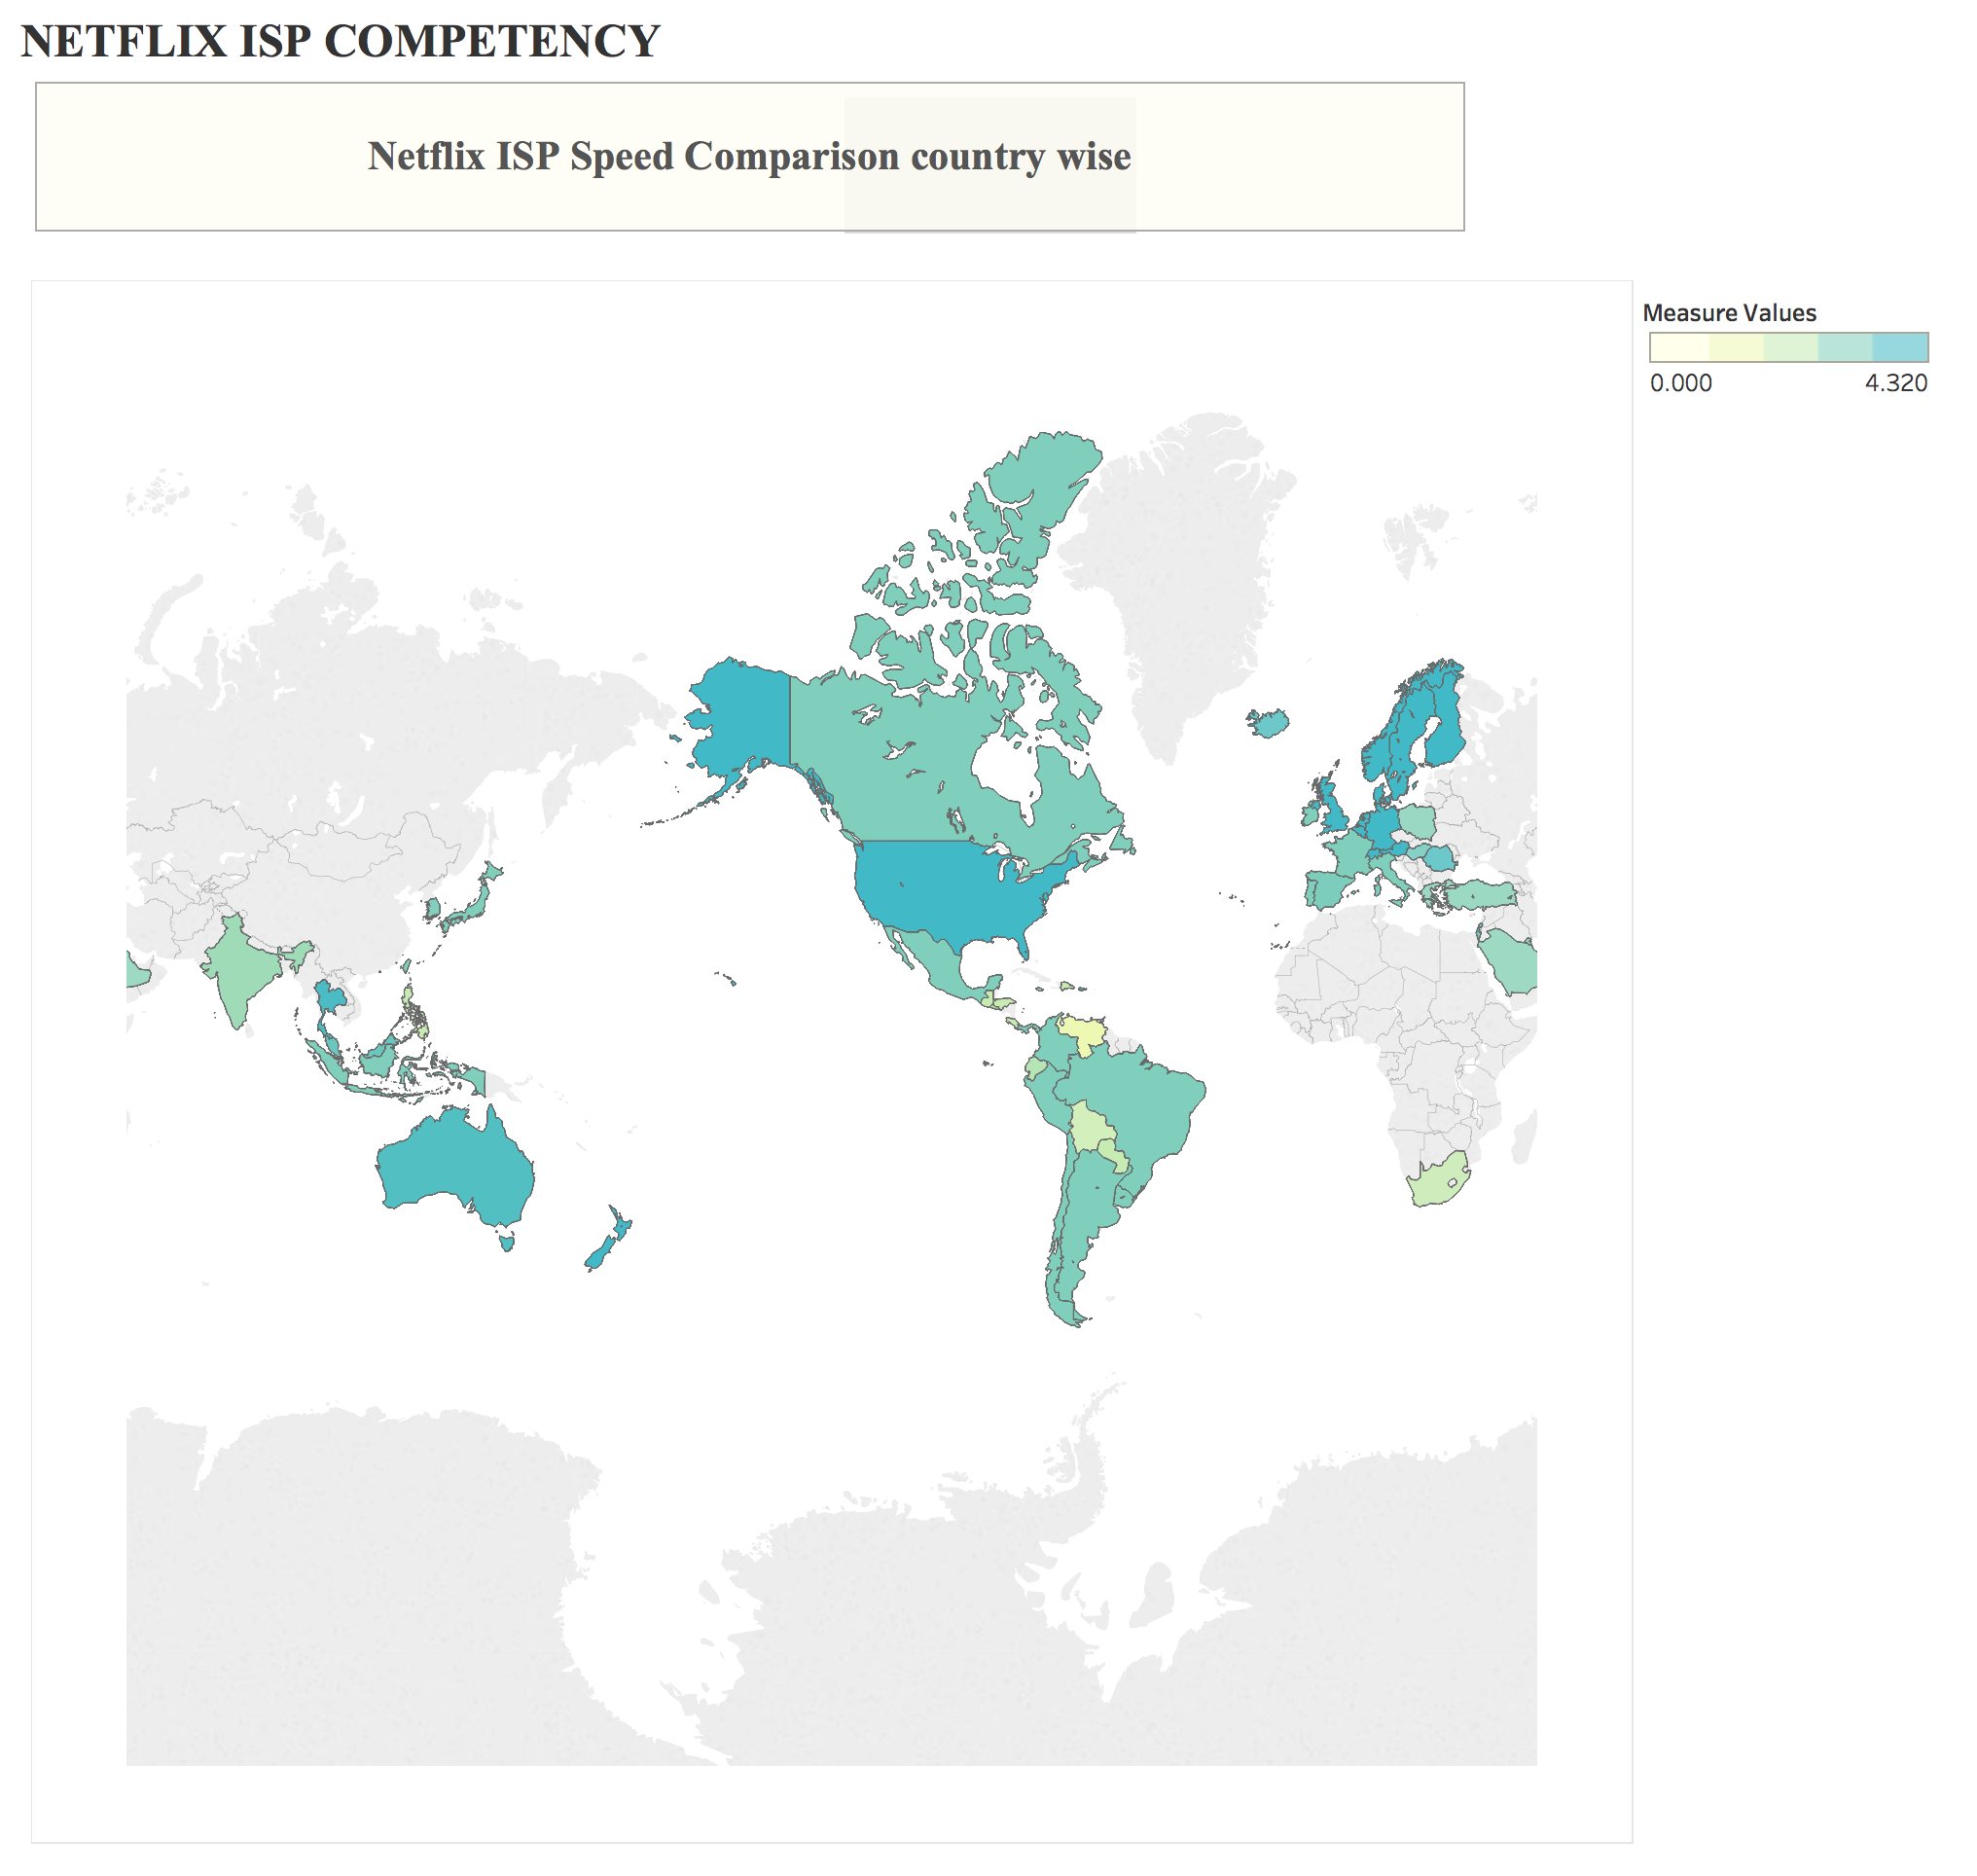 NETFLIX ISP COMPETENCY
Netflix ISP Speed Comparison country wise
Measure Values
0.000 4.320